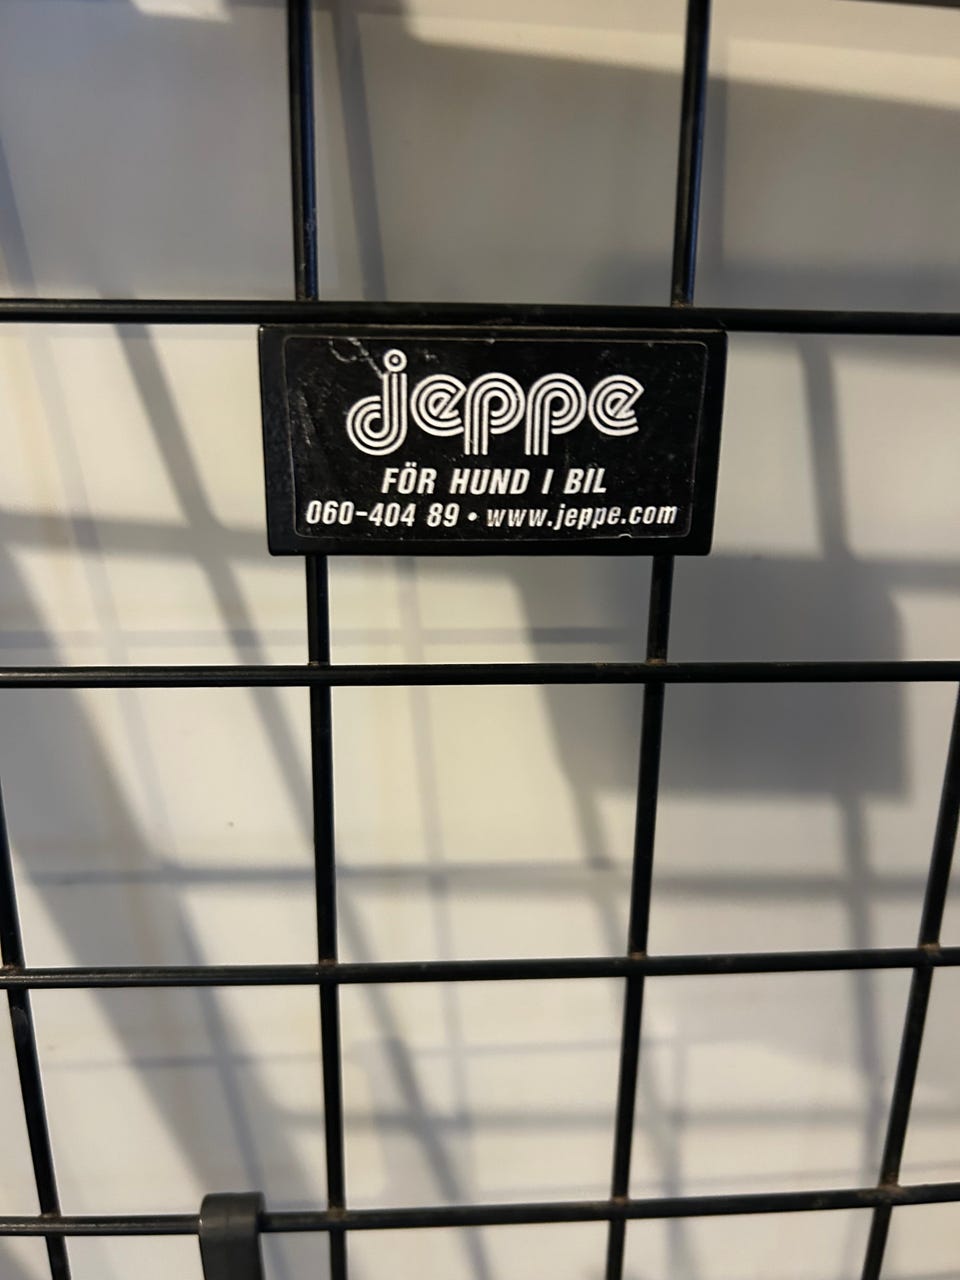 jeppe
FÖR HUND I BIL
060-404 89 • www.jeppe.com